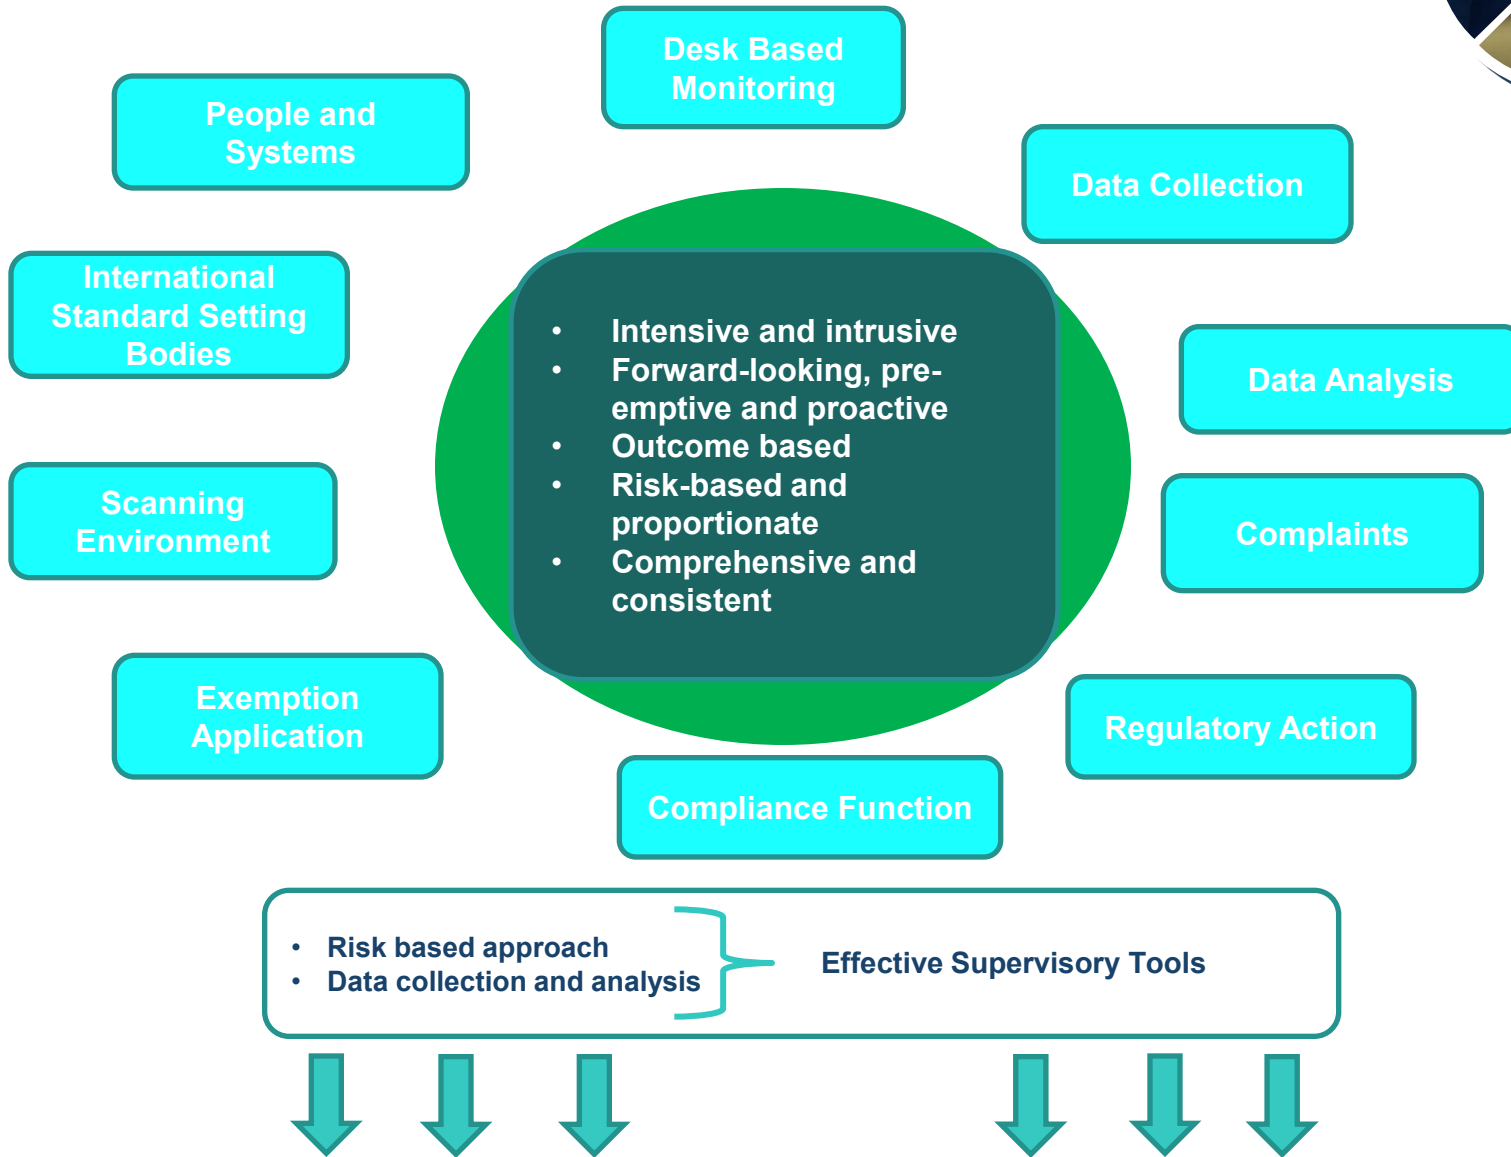 Desk Based
Monitoring
People and
Systems
Data Collection
International
Standard Setting
Bodies
• Intensive and intrusive
• Forward-looking, pre-
emptive and proactive
• Outcome based
• Risk-based and
proportionate
• Comprehensive and
consistent
Data Analysis
Scanning
Environment
Complaints
Exemption
Application
Regulatory Action
Compliance Function
• Risk based approach
• Data collection and analysis
Effective Supervisory Tools